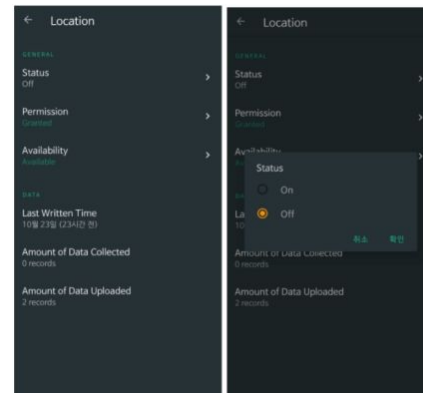 ← Location
GENERAL
Status
Off
Permission
Granted
Availability
Available
DATA
Last Written Time
10월 23일 (23시간 전)
Amount of Data Collected
0 records
Amount of Data Uploaded
2 records
← Location
GENERAL
Status
Off
Permission
Granted
Availability
Status
On
Off
La
10
취소 확인
Amount of Data Collected
0 records
Amount of Data Uploaded
2 records